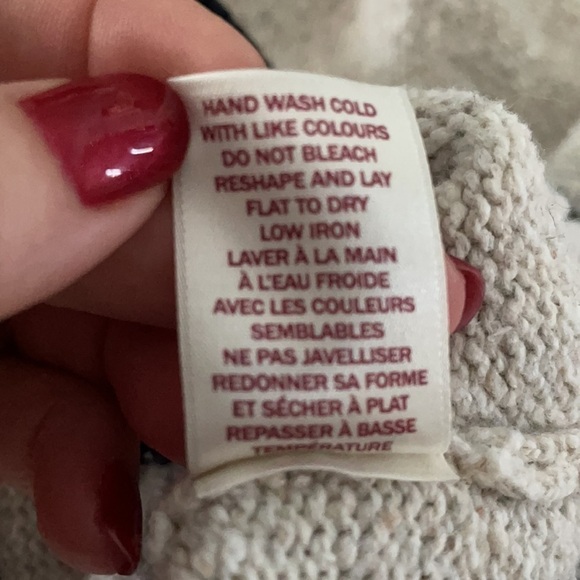 HAND WASH COLD
WITH LIKE COLOURS
DO NOT BLEACH
RESHAPE AND LAY
FLAT TO DRY
LOW IRON
LAVER À LA MAIN
À L'EAU FROIDE
AVEC LES COULEURS
SEMBLABLES
NE PAS JAVELLISER
REDONNER SA FORME
ET SÉCHER À PLAT
REPASSER À BASSE
TEMPÉRATURE